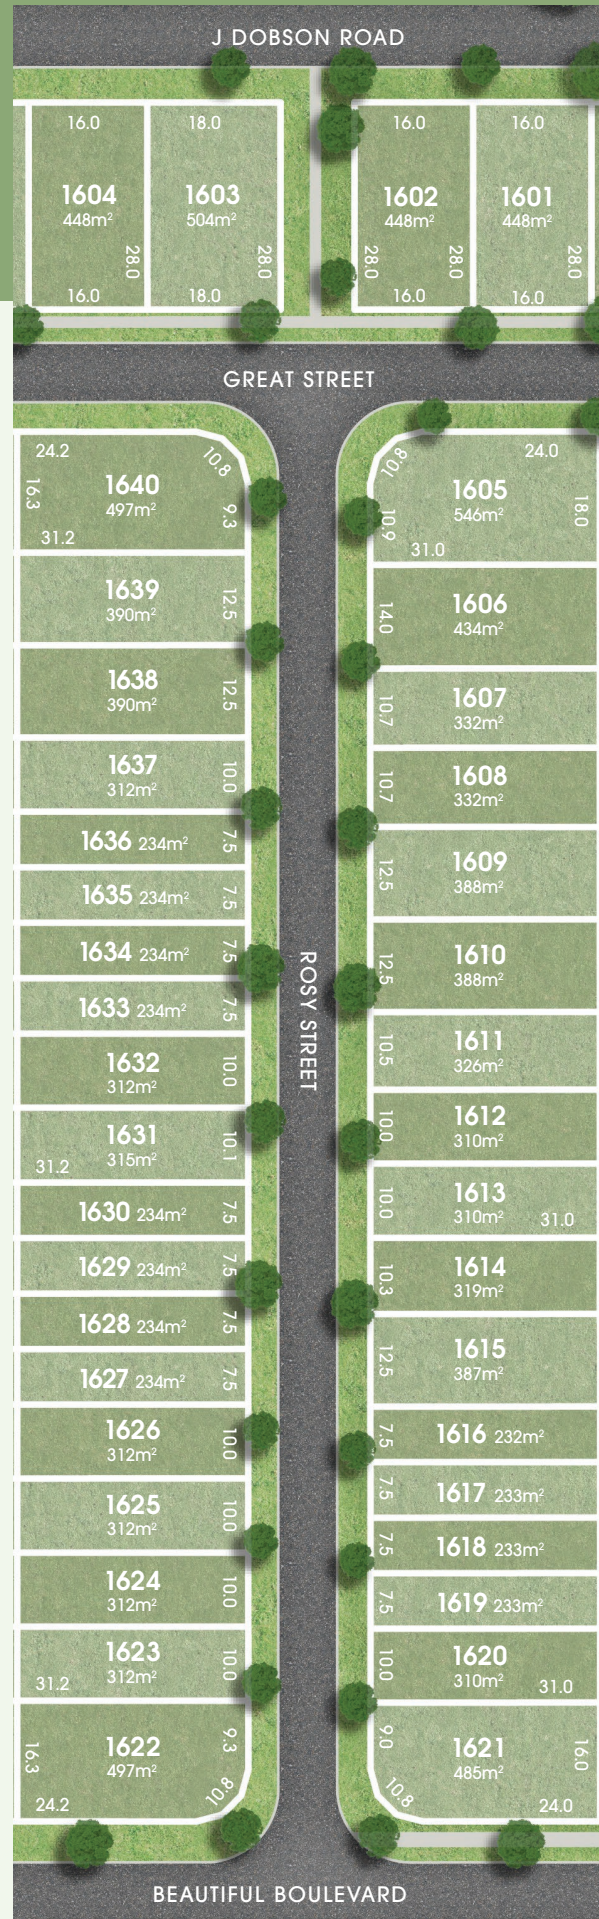 J DOBSON ROAD
16.0
18.0
16.0
16.0
1604
448m²
1603
504m²
1602
448m²
1601
448m²
28.0
28.0
28.0
28.0
28.0
16.0
18.0
16.0
16.0
GREAT STREET
24.2
10.8
16.3
1640
497m²
9.3
31.2
10.8
24.0
1605
546m²
18.0
10.9
31.0
1639
390m²
12.5
14.0
1606
434m²
1638
390m²
12.5
10.7
1607
332m²
1637
312m²
10.0
10.7
1608
332m²
1636 234m²
7.5
12.5
1609
388m²
1635 234m²
7.5
1634 234m²
7.5
12.5
1610
388m²
1633 234m²
7.5
ROSY STREET
10.5
1611
326m²
1632
312m²
10.0
10.0
1612
310m²
1631
315m²
10.1
31.2
10.0
1613
310m²
31.0
1630 234m²
7.5
1629 234m²
7.5
10.3
1614
319m²
1628 234m²
7.5
12.5
1615
387m²
1627 234m²
7.5
1626
312m²
10.0
7.5
1616 232m²
1625
312m²
10.0
7.5
1617 233m²
7.5
1618 233m²
1624
312m²
10.0
7.5
1619 233m²
1623
312m²
10.0
31.2
10.0
1620
310m²
31.0
16.3
1622
497m²
9.3
24.2
10.8
9.0
1621
485m²
16.0
10.8
24.0
BEAUTIFUL BOULEVARD